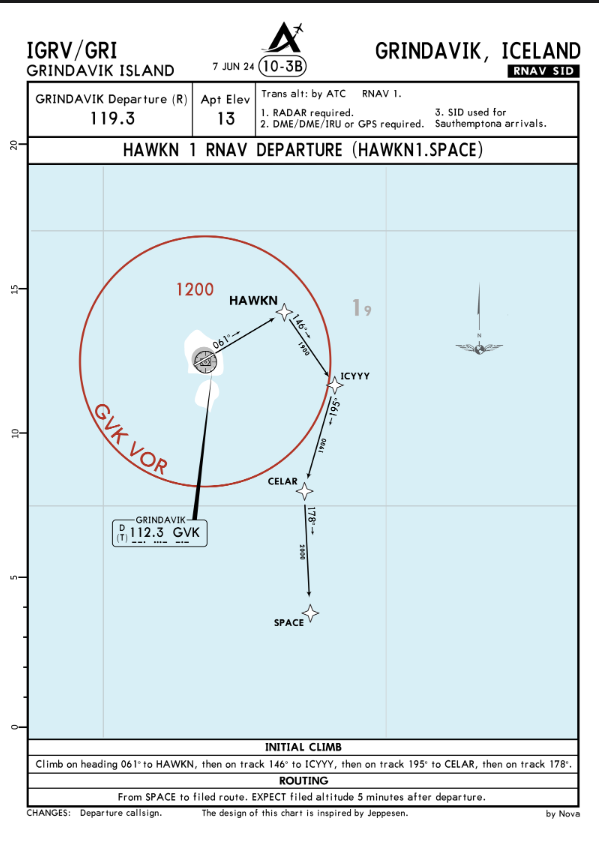 IGRV/GRI
GRINDAVIK ISLAND
7 JUN 24
10-3B
GRINDAVIK, ICELAND
RNAV SID
GRINDAVIK Departure (R)
119.3
Apt Elev
13
Trans alt: by ATC RNAV 1.
1. RADAR required.
2. DME/DME/IRU or GPS required.
3. SID used for
Sauthemptona arrivals.
HAWKN 1 RNAV DEPARTURE (HAWKN1.SPACE)
20
15
10
5
0
1200
HAWKN
19
061°
146°
1900
ICYYY
195°
1900
GVK VOR
CELAR
178°
2000
GRINDAVIK
D
(T)
112.3 GVK
SPACE
N
INITIAL CLIMB
Climb on heading 061° to HAWKN, then on track 146° to ICYYY, then on track 195° to CELAR, then on track 178°.
ROUTING
From SPACE to filed route. EXPECT filed altitude 5 minutes after departure.
CHANGES: Departure callsign.
The design of this chart is inspired by Jeppesen.
by Nova